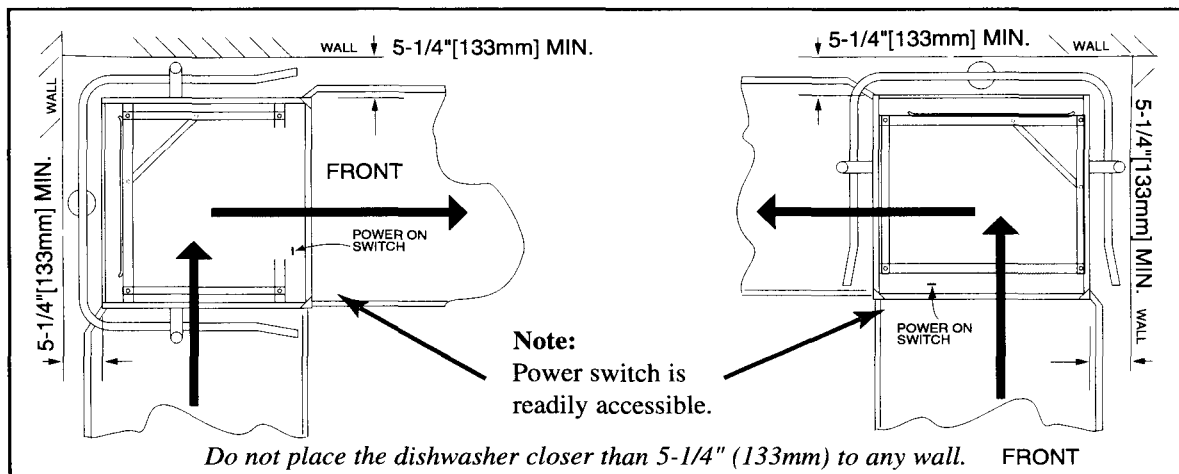 WALL
5-1/4"[133mm] MIN.
WALL
5-1/4"[133mm] MIN.
FRONT
POWER ON
SWITCH
5-1/4"[133mm] MIN.
WALL
5-1/4"[133mm] MIN.
WALL
POWER ON
SWITCH
Note:
Power switch is
readily accessible.
Do not place the dishwasher closer than 5-1/4" (133mm) to any wall.
FRONT